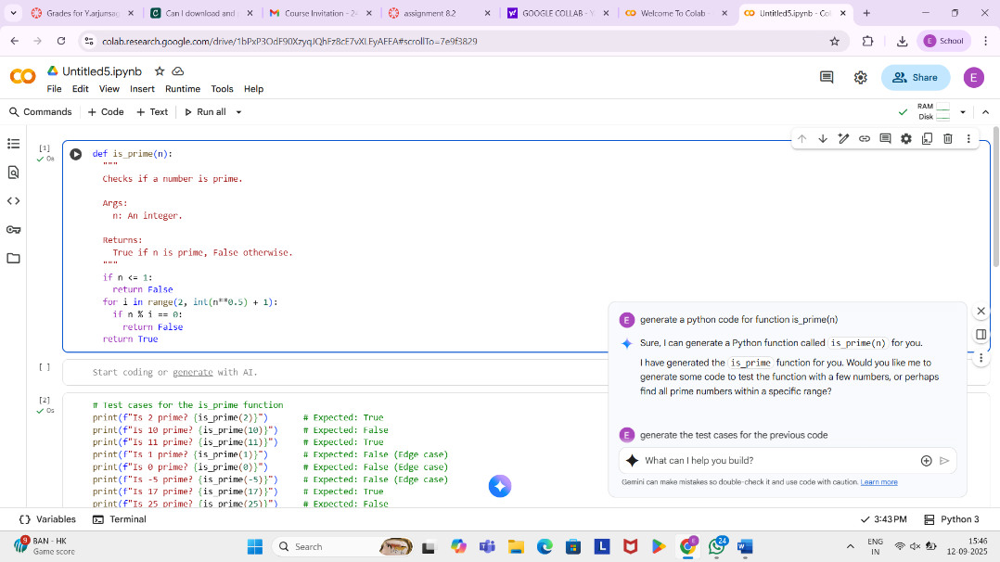 Grades for Y.arjunsag
Can I download and
Course Invitation - 24
assignment 8.2
GOOGLE COLLAB - Y
Welcome To Colab -
Untitled5.ipynb - Col
colab.research.google.com/drive/1bPxP3OdF90XzyqJQhFz8cE7vXLEyAEEA#scrollTo=7e9f3829
E School
Untitled5.ipynb
File Edit View Insert Runtime Tools Help
Share
E
Commands + Code + Text Run all
RAM
Disk
[1]
0s
def is_prime(n):
"""
Checks if a number is prime.
Args:
n: An integer.
Returns:
True if n is prime, False otherwise.
"""
if n <= 1:
return False
for i in range(2, int(n**0.5) + 1):
if n % i == 0:
return False
return True
[ ]
Start coding or generate with AI.
[2]
0s
# Test cases for the is_prime function
print(f"Is 2 prime? {is_prime(2)}") # Expected: True
print(f"Is 10 prime? {is_prime(10)}") # Expected: False
print(f"Is 11 prime? {is_prime(11)}") # Expected: True
print(f"Is 1 prime? {is_prime(1)}") # Expected: False (Edge case)
print(f"Is 0 prime? {is_prime(0)}") # Expected: False (Edge case)
print(f"Is -5 prime? {is_prime(-5)}") # Expected: False (Edge case)
print(f"Is 17 prime? {is_prime(17)}") # Expected: True
print(f"Is 25 prime? {is_prime(25)}") # Expected: False
E generate a python code for function is_prime(n)
Sure, I can generate a Python function called is_prime(n) for you.
I have generated the is_prime function for you. Would you like me to
generate some code to test the function with a few numbers, or perhaps
find all prime numbers within a specific range?
E generate the test cases for the previous code
What can I help you build?
Gemini can make mistakes so double-check it and use code with caution. Learn more
Variables Terminal
3:43 PM Python 3
9
BAN - HK
Game score
Search
L
24
ENG
IN
15:46
12-09-2025